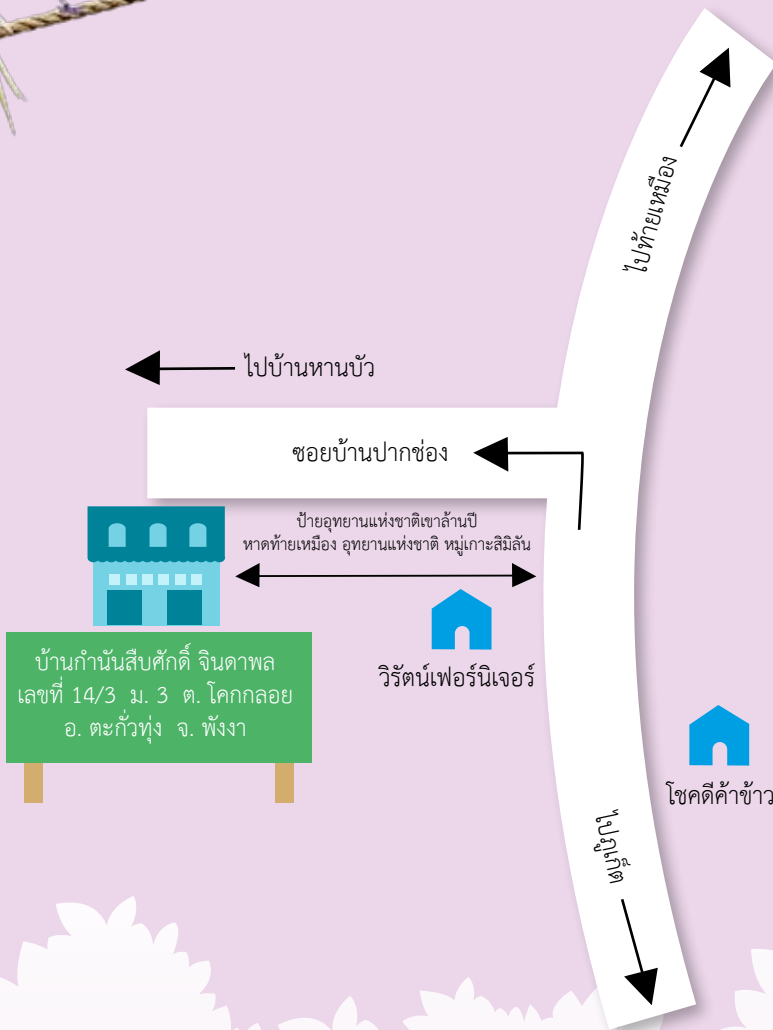 ไปท้ายเหมือง
ไปบ้านหานบัว
ซอยบ้านปากช่อง
ป้ายอุทยานแห่งชาติเขาล้านปี
หาดท้ายเหมือง อุทยานแห่งชาติ หมู่เกาะสิมิลัน
บ้านกำนันสืบศักดิ์ จินดาพล
เลขที่ 14/3 ม. 3 ต. โคกกลอย
อ. ตะกั่วทุ่ง จ. พังงา
วิรัตน์เฟอร์นิเจอร์
โชคดีค้าข้าว
ไปภูเก็ต